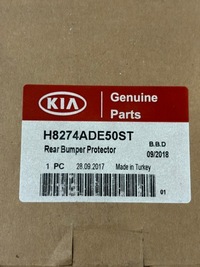 KIA
Genuine
Parts
H8274ADE50ST
Rear Bumper Protector
B.B.D
09/2018
1 PC 28.09.2017 Made in Turkey
01